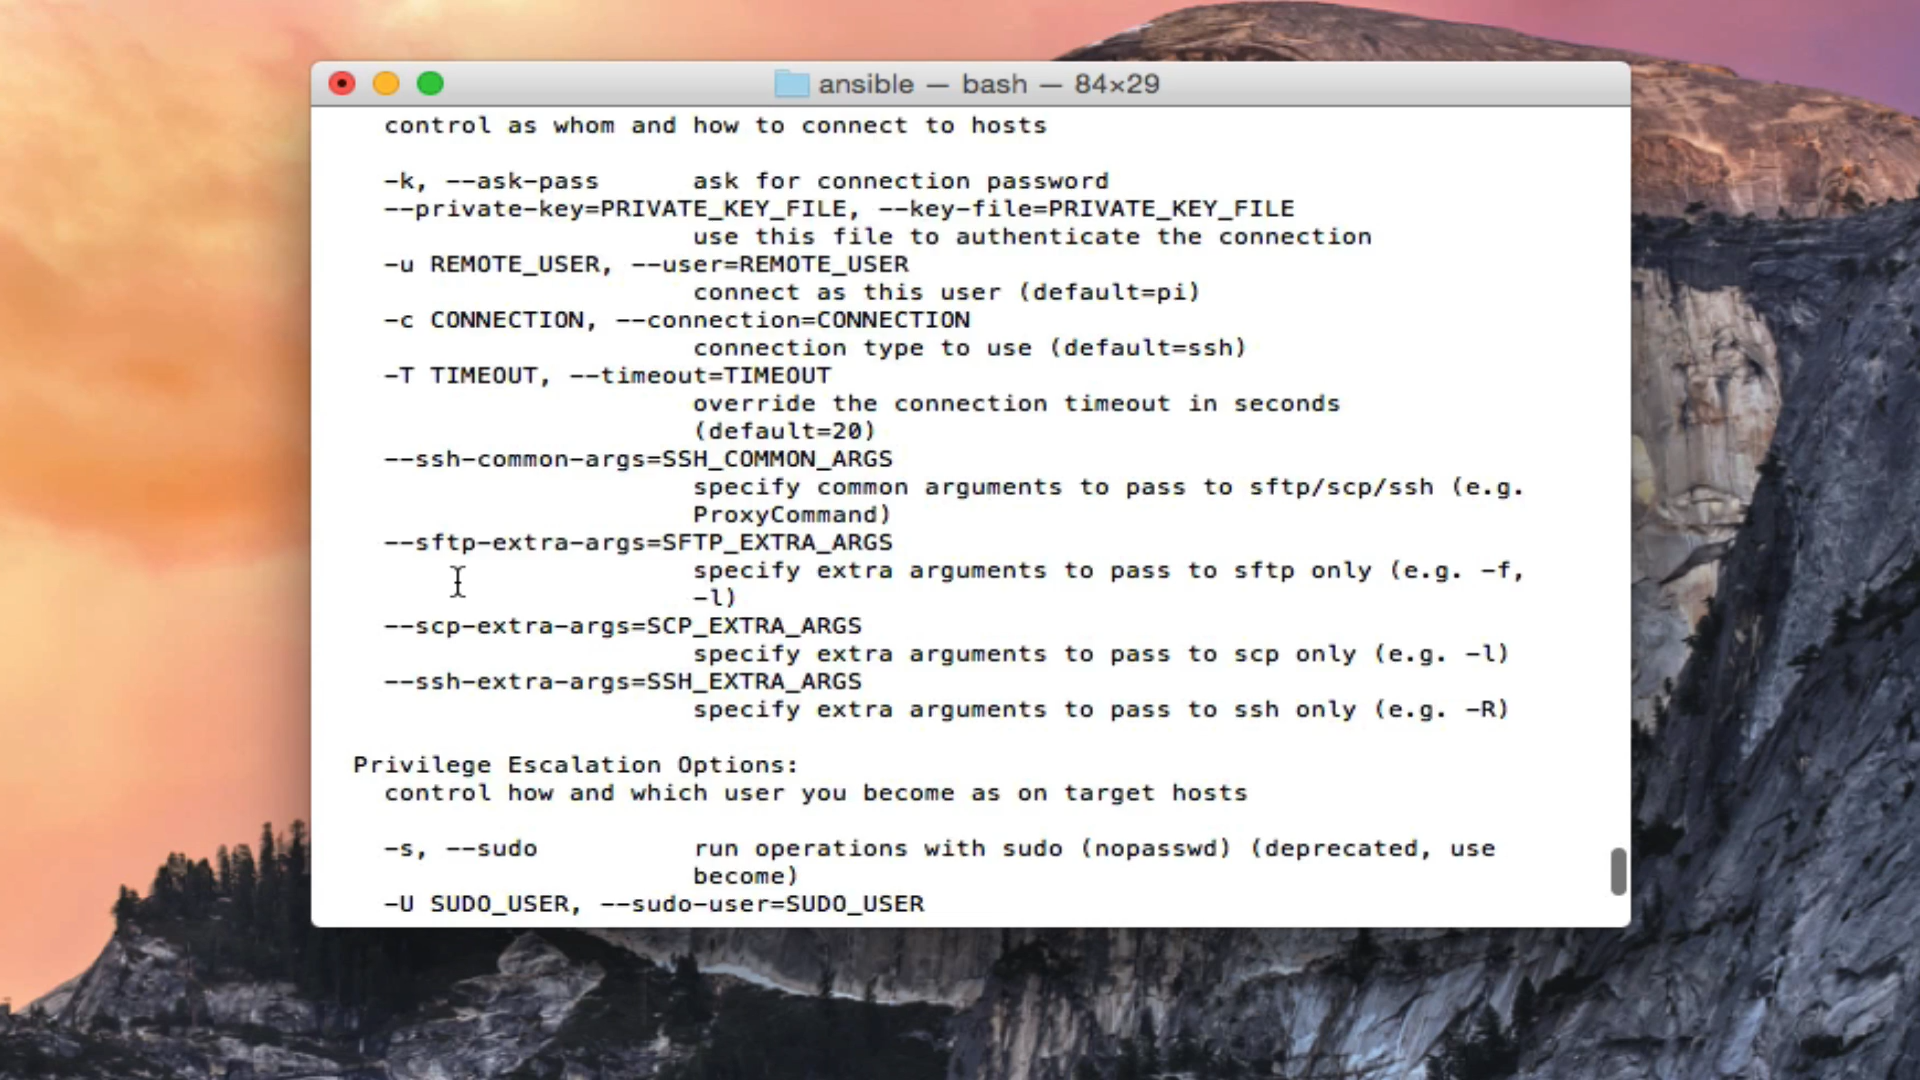 ansible — bash — 84×29
control as whom and how to connect to hosts
-k, --ask-pass ask for connection password
--private-key=PRIVATE_KEY_FILE, --key-file=PRIVATE_KEY_FILE
use this file to authenticate the connection
-u REMOTE_USER, --user=REMOTE_USER
connect as this user (default=pi)
-c CONNECTION, --connection=CONNECTION
connection type to use (default=ssh)
-T TIMEOUT, --timeout=TIMEOUT
override the connection timeout in seconds
(default=20)
--ssh-common-args=SSH_COMMON_ARGS
specify common arguments to pass to sftp/scp/ssh (e.g.
ProxyCommand)
--sftp-extra-args=SFTP_EXTRA_ARGS
specify extra arguments to pass to sftp only (e.g. -f,
-l)
--scp-extra-args=SCP_EXTRA_ARGS
specify extra arguments to pass to scp only (e.g. -l)
--ssh-extra-args=SSH_EXTRA_ARGS
specify extra arguments to pass to ssh only (e.g. -R)
Privilege Escalation Options:
control how and which user you become as on target hosts
-s, --sudo run operations with sudo (nopasswd) (deprecated, use
become)
-U SUDO_USER, --sudo-user=SUDO_USER